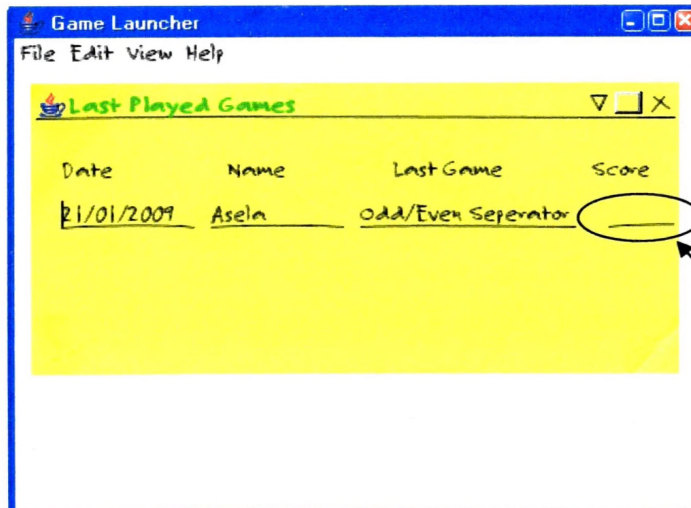 Game Launcher
File Edit View Help
Last Played Games
Date Name Last Game Score
21/01/2009 Asela Odd/Even Seperator